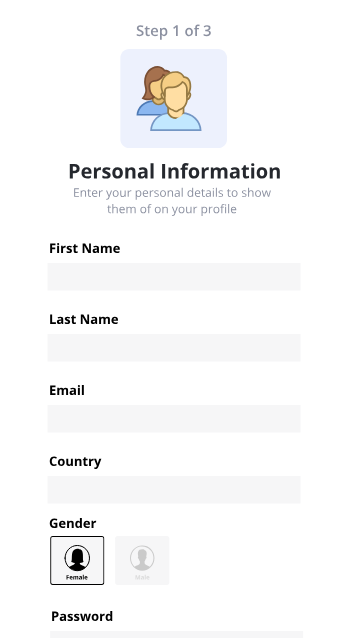 Step 1 of 3
Personal Information
Enter your personal details to show
them of on your profile
First Name
Last Name
Email
Country
Gender
Female
Male
Password